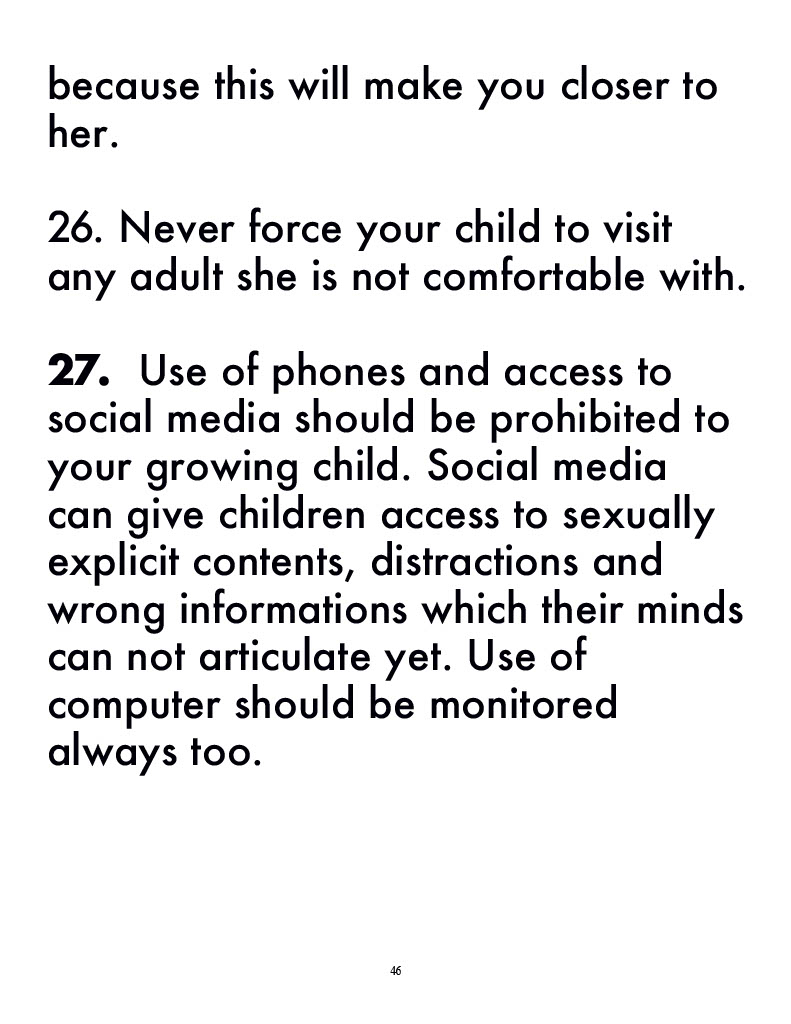 because this will make you closer to
her.
26. Never force your child to visit
any adult she is not comfortable with.
27. Use of phones and access to
social media should be prohibited to
your growing child. Social media
can give children access to sexually
explicit contents, distractions and
wrong informations which their minds
can not articulate yet. Use of
computer should be monitored
always too.
46